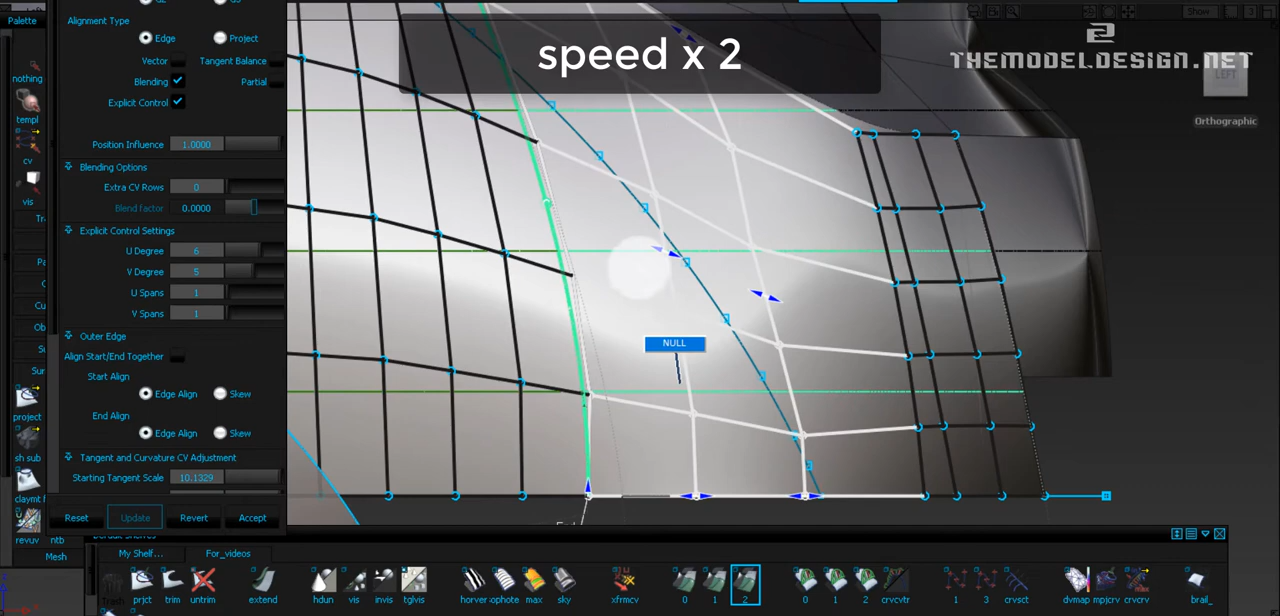 Palette
nothing
templ
cv
vis
project
sh sub
claymt
revuv
ntb
Mesh
Alignment Type
Edge
Project
Vector
Tangent Balance
Blending
Partial
Explicit Control
Position Influence
1.0000
Blending Options
Extra CV Rows
0
Blend factor
0.0000
Explicit Control Settings
U Degree
6
V Degree
5
U Spans
1
V Spans
1
Outer Edge
Align Start/End Together
Start Align
Edge Align
Skew
End Align
Edge Align
Skew
Tangent and Curvature CV Adjustment
Starting Tangent Scale
10.1329
Reset
Update
Revert
Accept
speed x 2
THEMODELDESIGN.NET
Show
3
LEFT
Orthographic
NULL
My Shelf...
For_videos
Trash
prjct
trim
untrim
extend
hdun
vis
invis
tglvis
horver
ophote
max
sky
xfrmcv
0
1
2
0
1
2
crvcvtr
1
3
crvsct
dvmap
mpjcrv
crvcrv
brail_